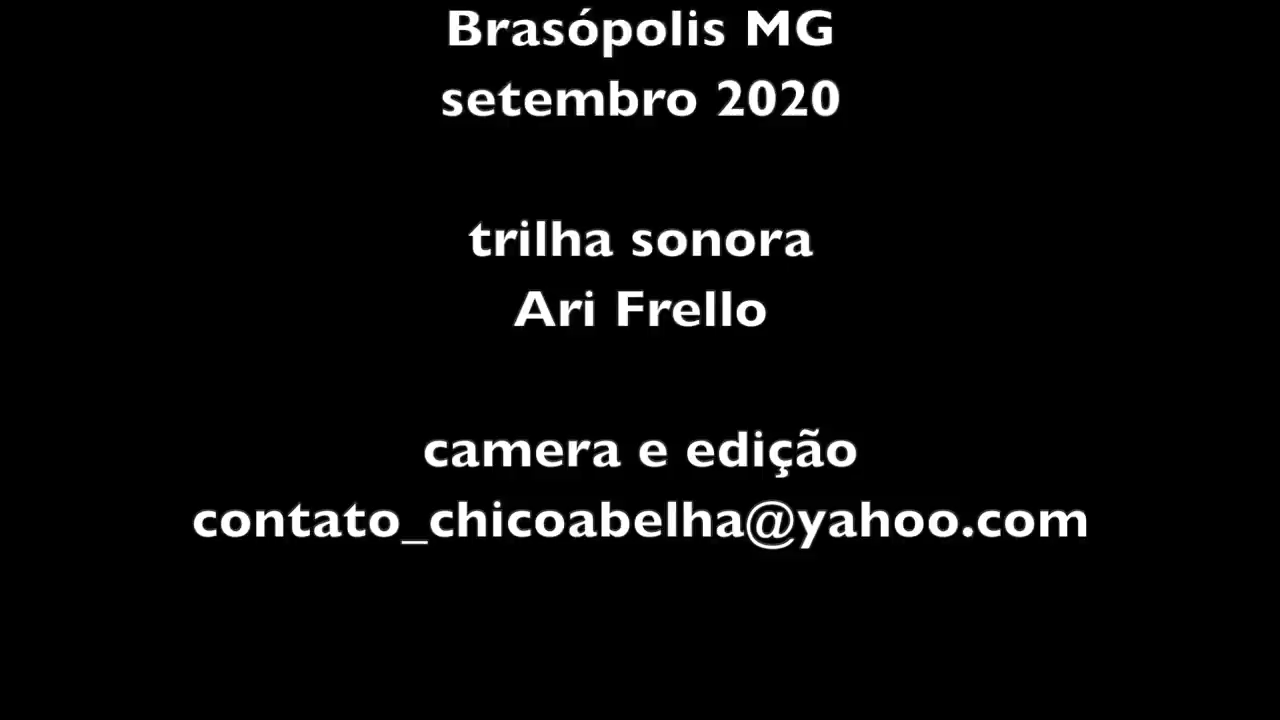 Brasópolis MG
setembro 2020
trilha sonora
Ari Frello
camera e edição
contato_chicoabelha@yahoo.com